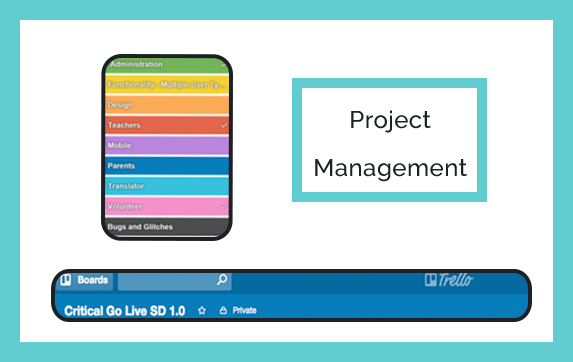 Administration
Functionality - Multiple User Ty...
Design
Teachers
Mobile
Parents
Translator
Volunteer
Bugs and Glitches
Project
Management
Boards
Trello
Critical Go Live SD 1.0
Private